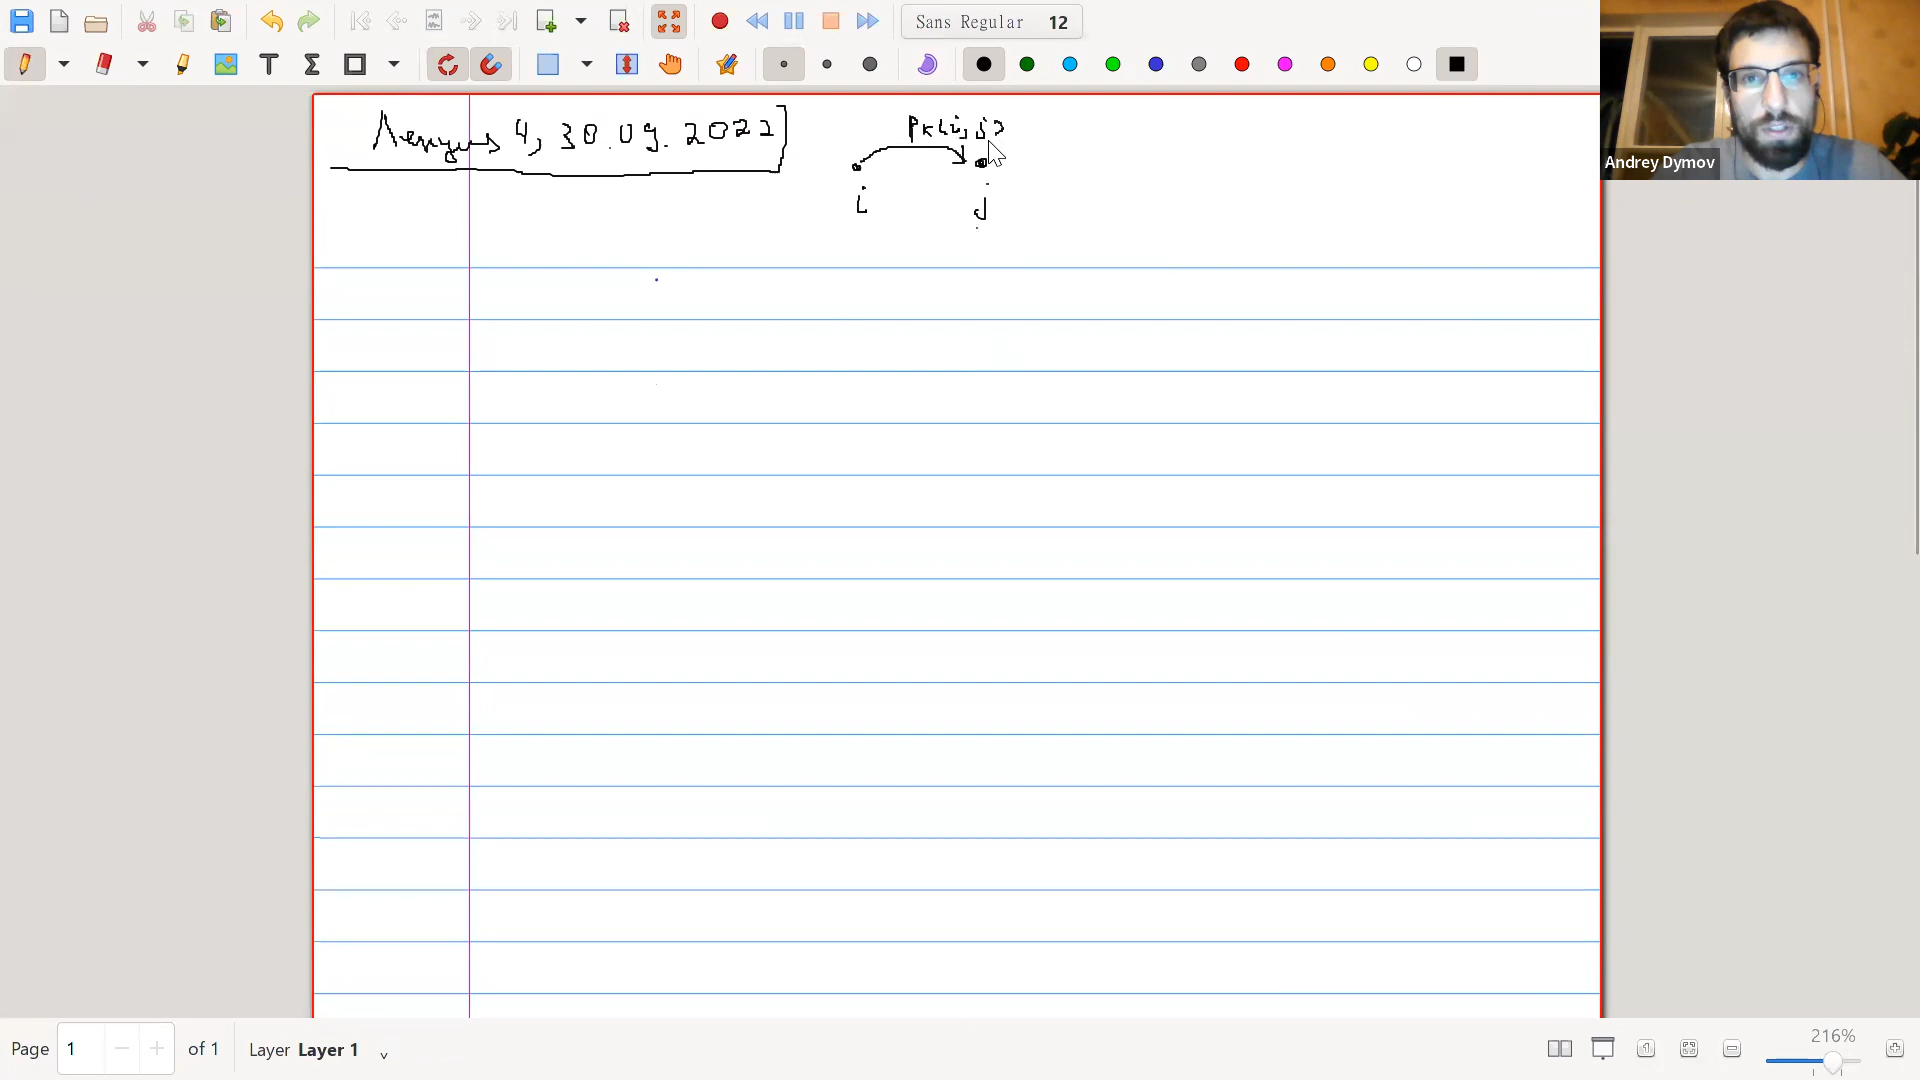 Sans Regular 12
Andrey Dymov
Лекция 4, 30.09.2022
i
j
Page 1 of 1 Layer Layer 1
216%